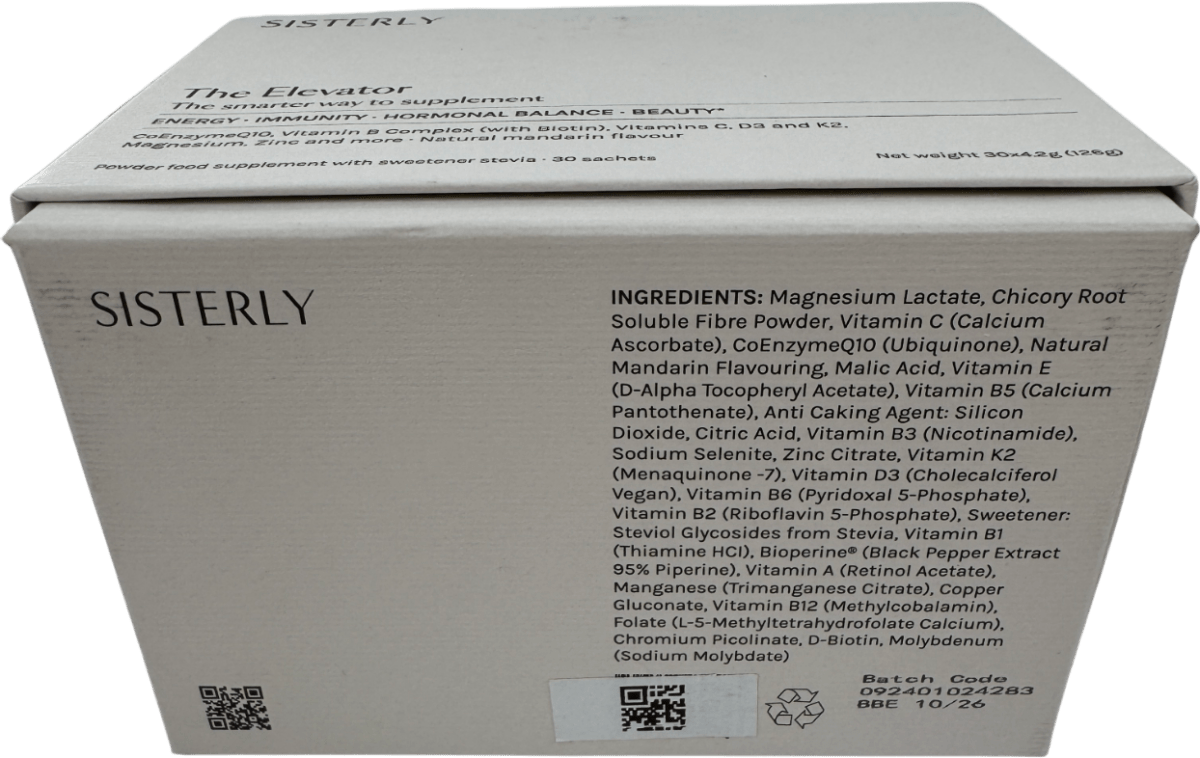 SISTERLY
The Elevator
The smarter way to supplement
ENERGY · IMMUNITY · HORMONAL BALANCE · BEAUTY*
CoEnzymeQ10, Vitamin B Complex (with Biotin), Vitamins C, D3 and K2,
Magnesium, Zinc and more · Natural mandarin flavour
Powder food supplement with sweetener stevia · 30 sachets
Net weight 30x4.2g (126g)
SISTERLY
INGREDIENTS: Magnesium Lactate, Chicory Root
Soluble Fibre Powder, Vitamin C (Calcium
Ascorbate), CoEnzymeQ10 (Ubiquinone), Natural
Mandarin Flavouring, Malic Acid, Vitamin E
(D-Alpha Tocopheryl Acetate), Vitamin B5 (Calcium
Pantothenate), Anti Caking Agent: Silicon
Dioxide, Citric Acid, Vitamin B3 (Nicotinamide),
Sodium Selenite, Zinc Citrate, Vitamin K2
(Menaquinone -7), Vitamin D3 (Cholecalciferol
Vegan), Vitamin B6 (Pyridoxal 5-Phosphate),
Vitamin B2 (Riboflavin 5-Phosphate), Sweetener:
Steviol Glycosides from Stevia, Vitamin B1
(Thiamine HCI), Bioperine® (Black Pepper Extract
95% Piperine), Vitamin A (Retinol Acetate),
Manganese (Trimanganese Citrate), Copper
Gluconate, Vitamin B12 (Methylcobalamin),
Folate (L-5-Methyltetrahydrofolate Calcium),
Chromium Picolinate, D-Biotin, Molybdenum
(Sodium Molybdate)
Batch Code
092401024283
BBE 10/26